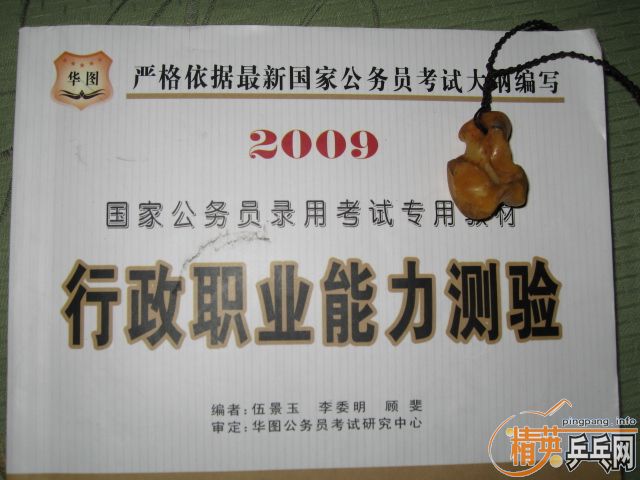 华图
严格依据最新国家公务员考试大纲编写
2009
国家公务员录用考试专用教材
行政职业能力测验
编者:伍景玉 李委明 顾斐
审定:华图公务员考试研究中心
pingpang.info
精英乒乓网